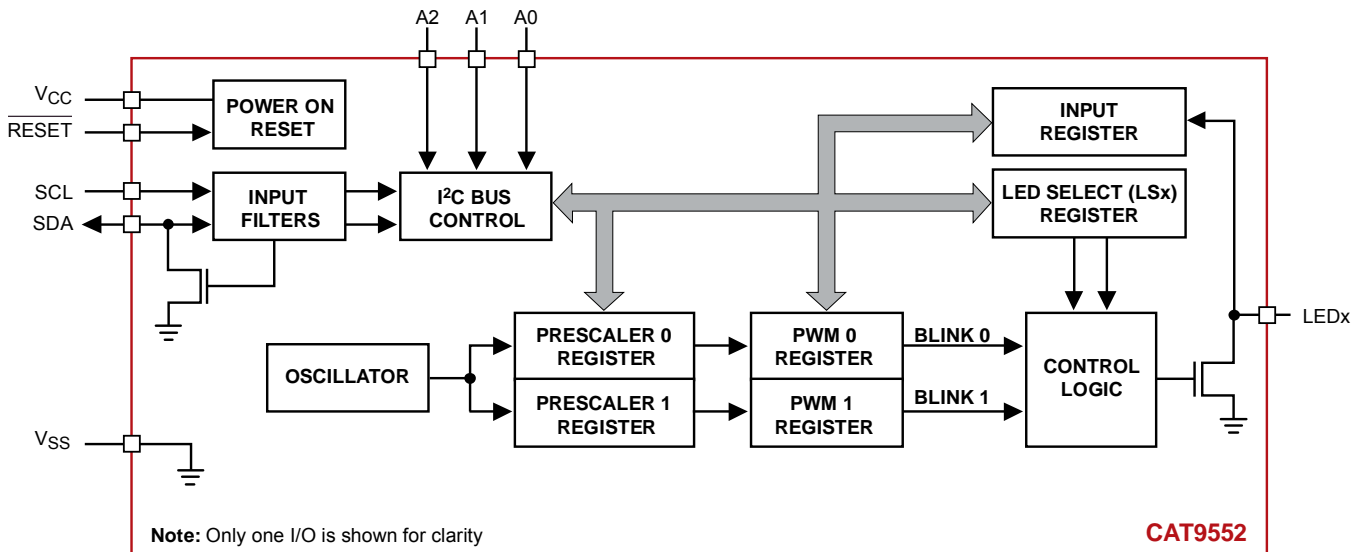 A2 A1 A0
VCC
RESET
POWER ON
RESET
INPUT
REGISTER
SCL
SDA
INPUT
FILTERS
I²C BUS
CONTROL
LED SELECT (LSx)
REGISTER
OSCILLATOR
PRESCALER 0
REGISTER
PRESCALER 1
REGISTER
PWM 0
REGISTER
PWM 1
REGISTER
BLINK 0
BLINK 1
CONTROL
LOGIC
LEDx
VSS
Note: Only one I/O is shown for clarity
CAT9552